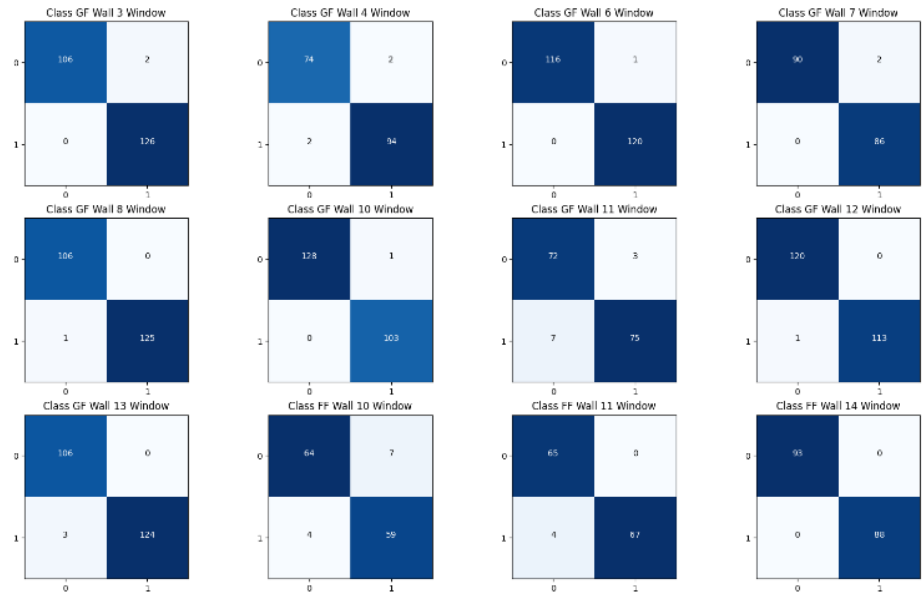 Class GF Wall 3 Window
Class GF Wall 4 Window
Class GF Wall 6 Window
Class GF Wall 7 Window
0 106 2
0 74 2
0 116 1
0 90 2
1 0 126
1 2 94
1 0 120
1 0 86
0 1
0 1
0 1
0 1
Class GF Wall 8 Window
Class GF Wall 10 Window
Class GF Wall 11 Window
Class GF Wall 12 Window
0 106 0
0 128 1
0 72 3
0 120 0
1 1 125
1 0 103
1 7 75
1 1 113
0 1
0 1
0 1
0 1
Class GF Wall 13 Window
Class FF Wall 10 Window
Class FF Wall 11 Window
Class FF Wall 14 Window
0 106 0
0 64 7
0 65 0
0 93 0
1 3 124
1 4 59
1 4 67
1 0 88
0 1
0 1
0 1
0 1